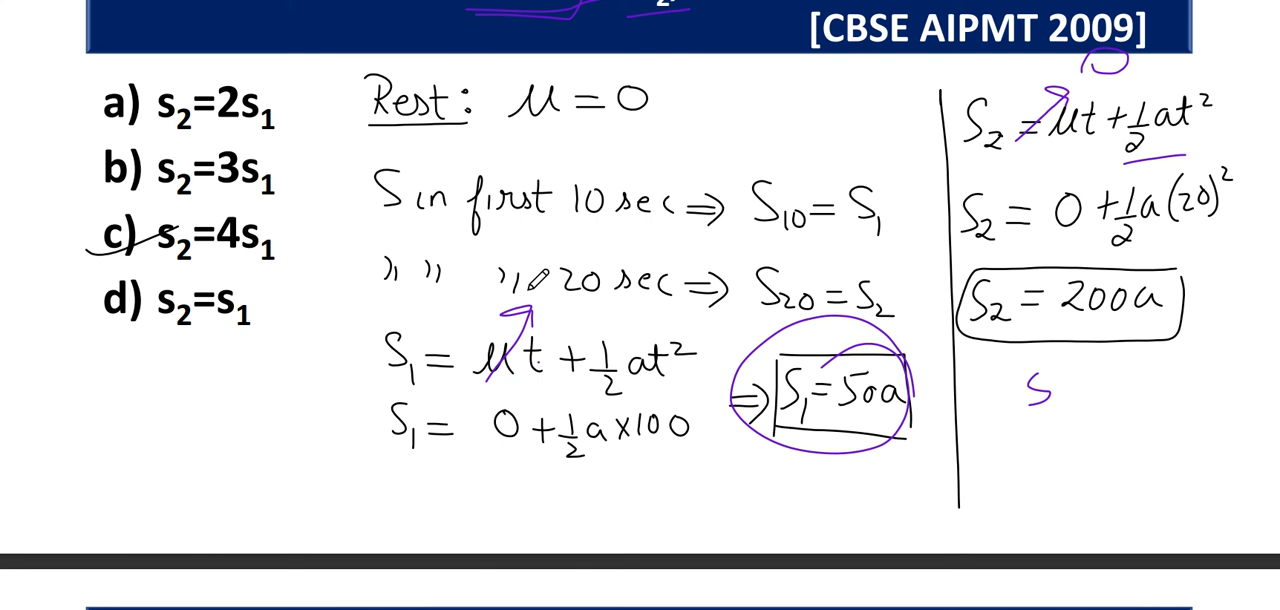 2.
[CBSE AIPMT 2009]
a) s₂=2s₁
b) s₂=3s₁
c) s₂=4s₁
d) s₂=s₁
Rest: u = 0
S in first 10 sec ⇒ S₁₀ = S₁
〃 〃 〃 20 sec ⇒ S₂₀ = S₂
S₁ = ut + 1/2 at²
S₁ = 0 + 1/2 a×100
⇒ S₁ = 50a
0
S₂ = ut + 1/2 at²
S₂ = 0 + 1/2 a(20)²
S₂ = 200a
S